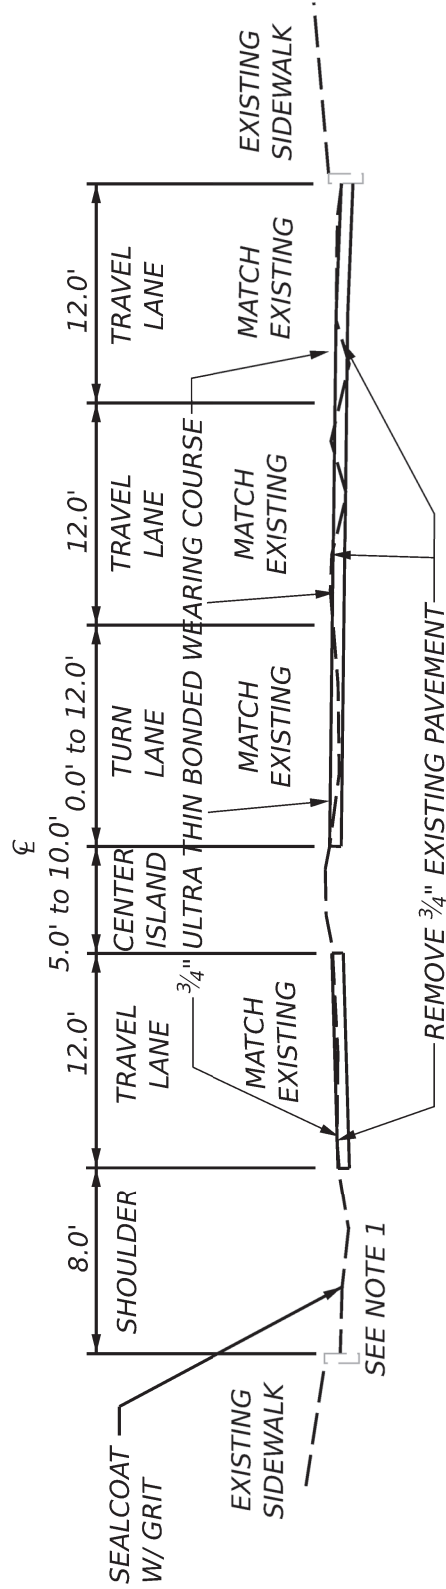 ℄
8.0'
12.0'
5.0' to 10.0'
0.0' to 12.0'
12.0'
12.0'
SHOULDER
TRAVEL
LANE
CENTER
ISLAND
TURN
LANE
TRAVEL
LANE
TRAVEL
LANE
SEALCOAT
W/ GRIT
3/4" ULTRA THIN BONDED WEARING COURSE
EXISTING
SIDEWALK
MATCH
EXISTING
MATCH
EXISTING
MATCH
EXISTING
MATCH
EXISTING
EXISTING
SIDEWALK
SEE NOTE 1
REMOVE 3/4" EXISTING PAVEMENT